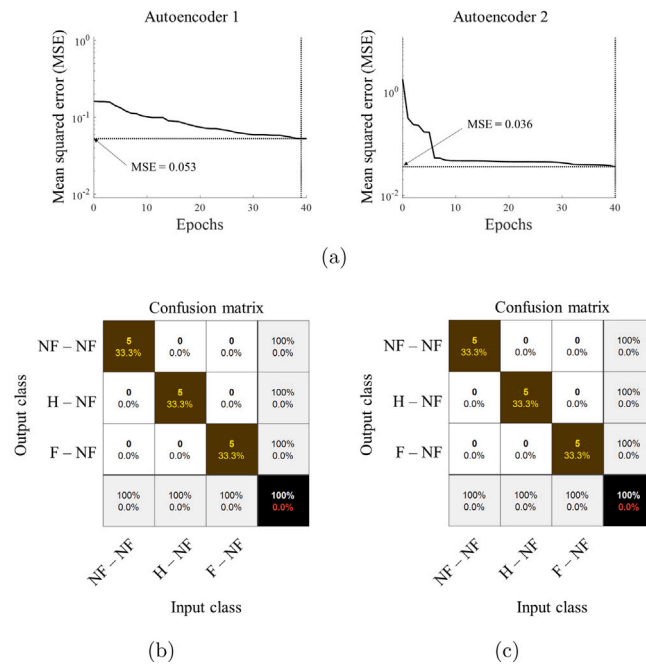 Autoencoder 1
Mean squared error (MSE)
10^0
10^-1
10^-2
MSE = 0.053
0 10 20 30 40
Epochs
Autoencoder 2
Mean squared error (MSE)
10^0
10^-2
MSE = 0.036
0 10 20 30 40
Epochs
(a)
Confusion matrix
Output class
NF – NF
5 0 0 100%
33.3% 0.0% 0.0% 0.0%
H – NF
0 5 0 100%
0.0% 33.3% 0.0% 0.0%
F – NF
0 0 5 100%
0.0% 0.0% 33.3% 0.0%
100% 100% 100% 100%
0.0% 0.0% 0.0% 0.0%
NF – NF H – NF F – NF
Input class
(b)
Confusion matrix
Output class
NF – NF
5 0 0 100%
33.3% 0.0% 0.0% 0.0%
H – NF
0 5 0 100%
0.0% 33.3% 0.0% 0.0%
F – NF
0 0 5 100%
0.0% 0.0% 33.3% 0.0%
100% 100% 100% 100%
0.0% 0.0% 0.0% 0.0%
NF – NF H – NF F – NF
Input class
(c)